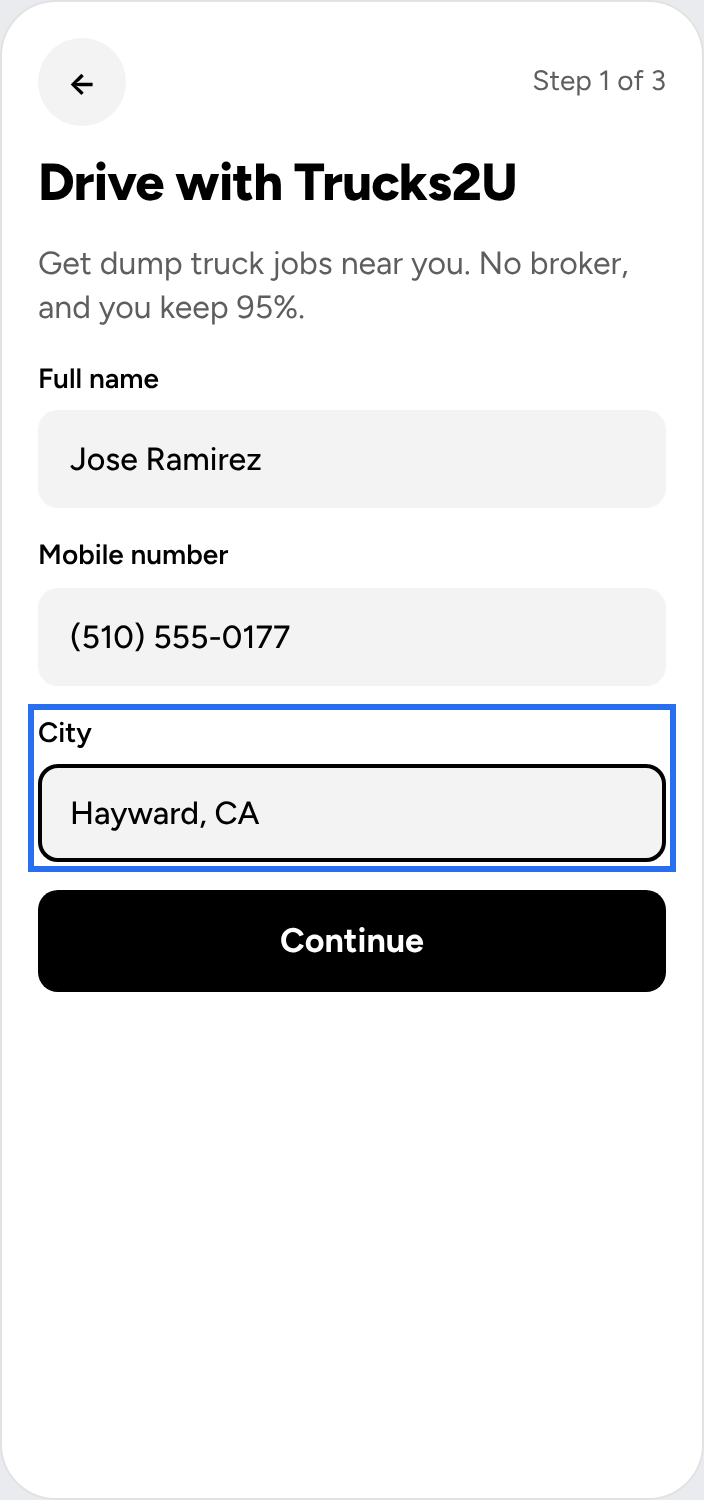 Step 1 of 3
Drive with Trucks2U
Get dump truck jobs near you. No broker,
and you keep 95%.
Full name
Jose Ramirez
Mobile number
(510) 555-0177
City
Hayward, CA
Continue